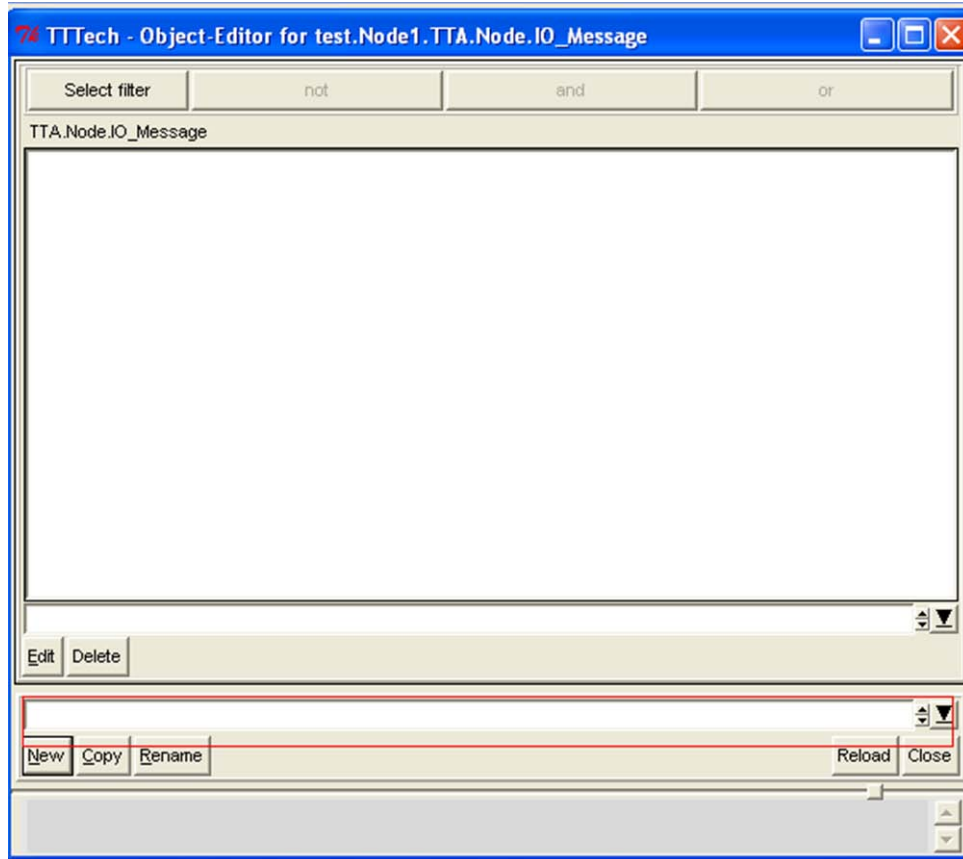 TTTech - Object-Editor for test.Node1.TTA.Node.IO_Message
Select filter not and or
TTA.Node.IO_Message
Edit Delete
New Copy Rename Reload Close